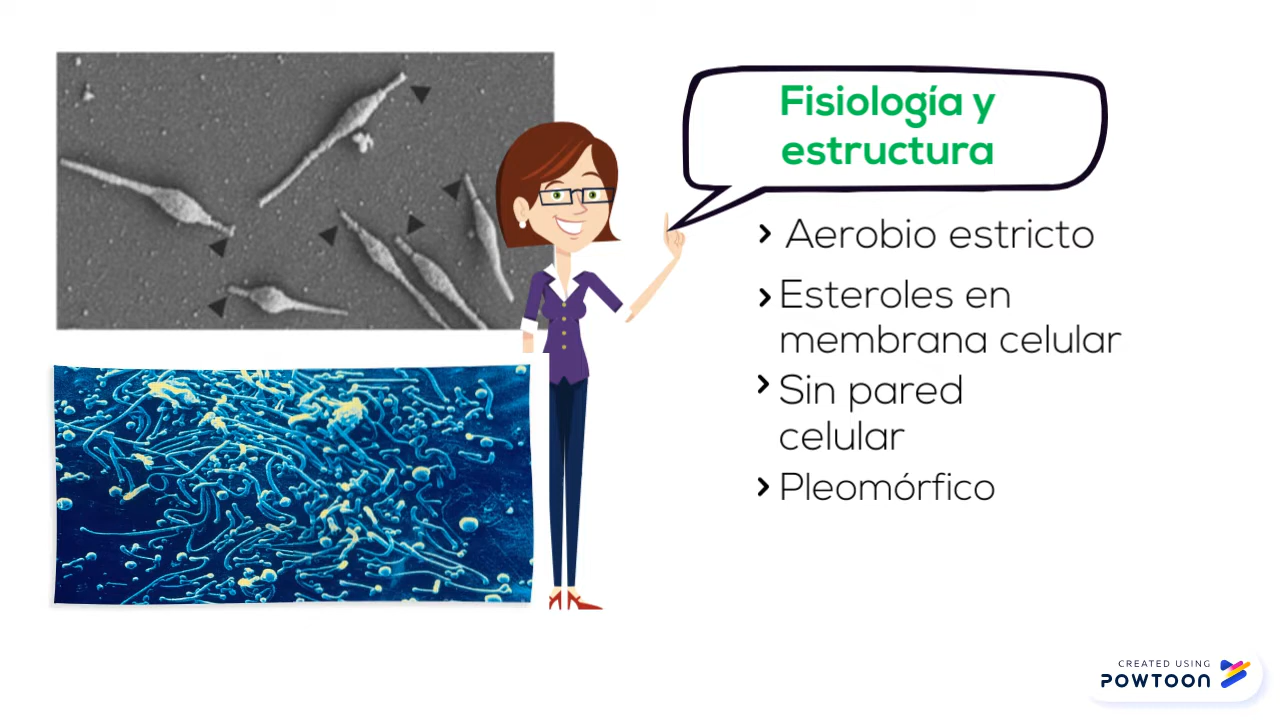 Fisiología y
estructura
Aerobio estricto
Esteroles en
membrana celular
Sin pared
celular
Pleomórfico
CREATED USING
POWTOON